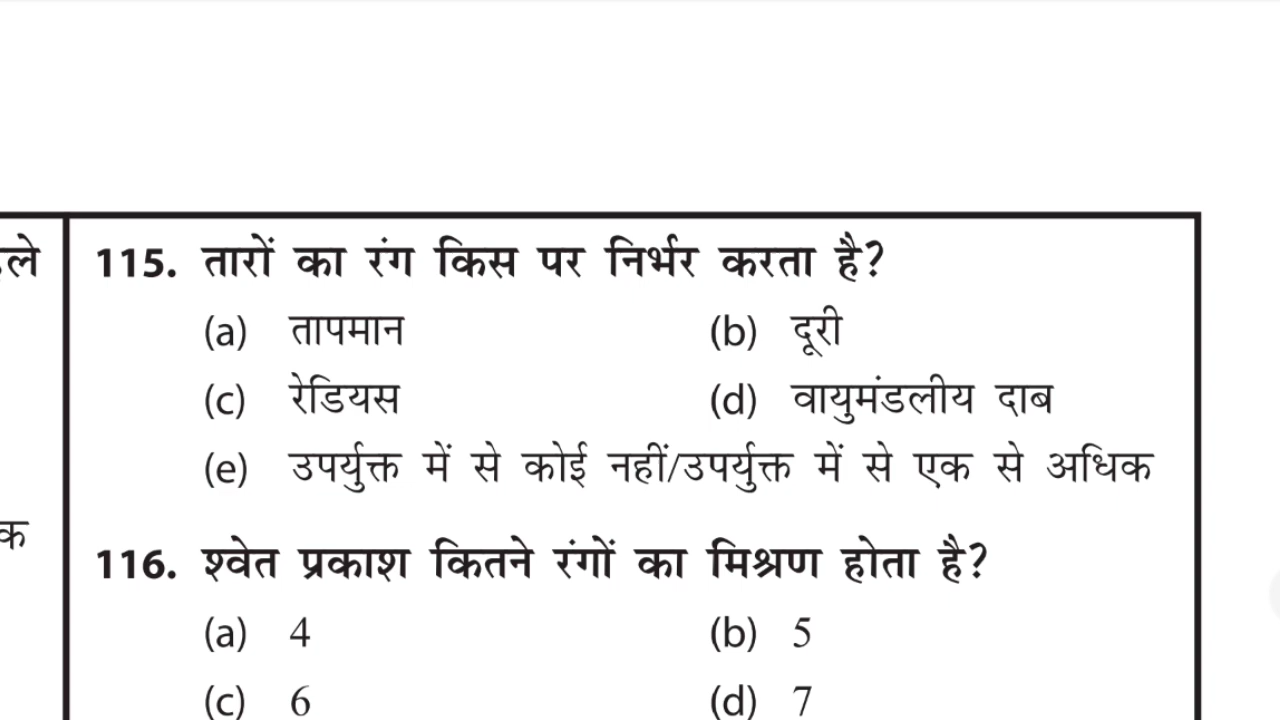 115. तारों का रंग किस पर निर्भर करता है?
(a) तापमान (b) दूरी
(c) रेडियस (d) वायुमंडलीय दाब
(e) उपर्युक्त में से कोई नहीं/उपर्युक्त में से एक से अधिक
क
116. श्वेत प्रकाश कितने रंगों का मिश्रण होता है?
(a) 4 (b) 5
(c) 6 (d) 7